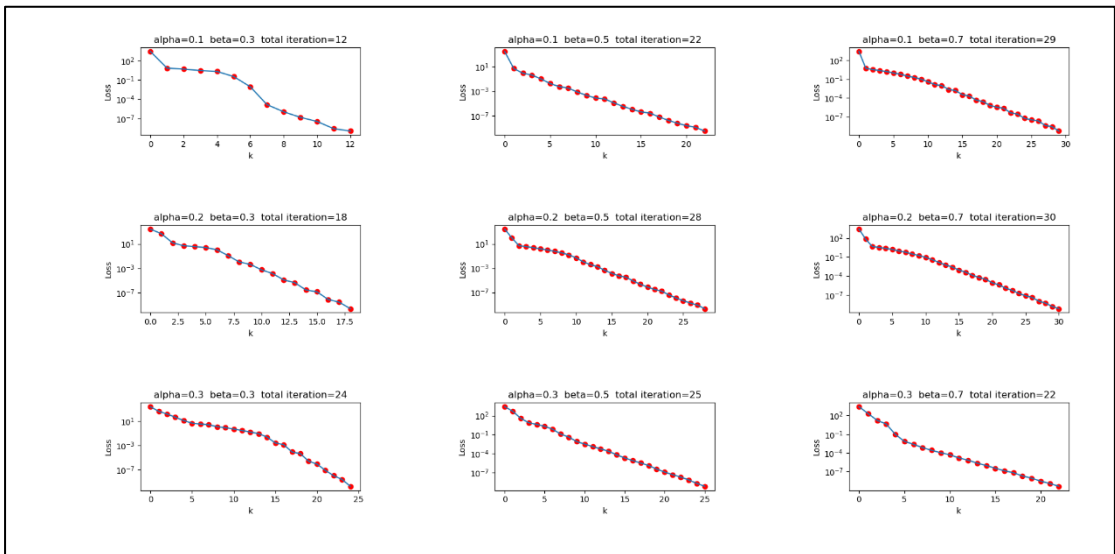 alpha=0.1 beta=0.3 total iteration=12
Loss
10^2
10^-1
10^-4
10^-7
0 2 4 6 8 10 12
k
alpha=0.1 beta=0.5 total iteration=22
Loss
10^1
10^-3
10^-7
0 5 10 15 20
k
alpha=0.1 beta=0.7 total iteration=29
Loss
10^2
10^-1
10^-4
10^-7
0 5 10 15 20 25 30
k
alpha=0.2 beta=0.3 total iteration=18
Loss
10^1
10^-3
10^-7
0.0 2.5 5.0 7.5 10.0 12.5 15.0 17.5
k
alpha=0.2 beta=0.5 total iteration=28
Loss
10^1
10^-3
10^-7
0 5 10 15 20 25
k
alpha=0.2 beta=0.7 total iteration=30
Loss
10^2
10^-1
10^-4
10^-7
0 5 10 15 20 25 30
k
alpha=0.3 beta=0.3 total iteration=24
Loss
10^1
10^-3
10^-7
0 5 10 15 20 25
k
alpha=0.3 beta=0.5 total iteration=25
Loss
10^2
10^-1
10^-4
10^-7
0 5 10 15 20 25
k
alpha=0.3 beta=0.7 total iteration=22
Loss
10^2
10^-1
10^-4
10^-7
0 5 10 15 20
k